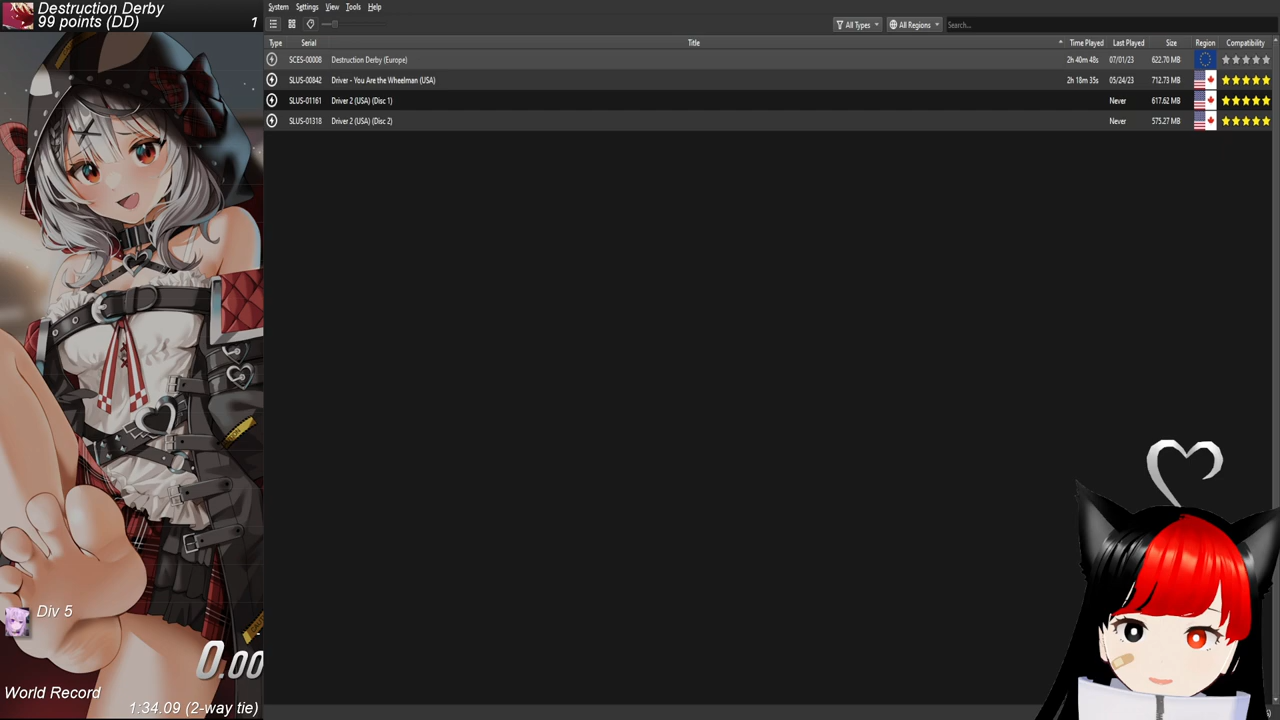 Destruction Derby
99 points (DD)
1
System Settings View Tools Help
All Types All Regions Search...
Type Serial Title Time Played Last Played Size Region Compatibility
SCES-00008 Destruction Derby (Europe) 2h 40m 48s 07/01/23 622.70 MB
SLUS-00842 Driver - You Are the Wheelman (USA) 2h 18m 35s 05/24/23 712.73 MB
SLUS-01161 Driver 2 (USA) (Disc 1) Never 617.62 MB
SLUS-01318 Driver 2 (USA) (Disc 2) Never 575.27 MB
Div 5
0.00
World Record
1:34.09 (2-way tie)